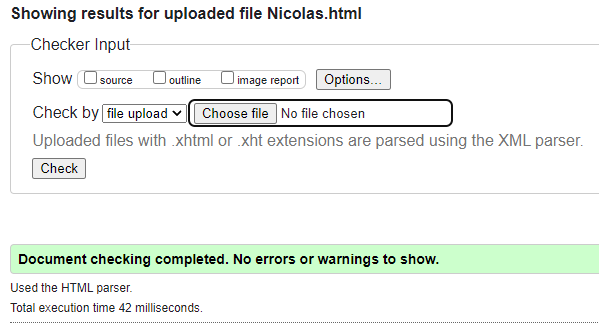 Showing results for uploaded file Nicolas.html
Checker Input
Show source outline image report Options...
Check by file upload Choose file No file chosen
Uploaded files with .xhtml or .xht extensions are parsed using the XML parser.
Check
Document checking completed. No errors or warnings to show.
Used the HTML parser.
Total execution time 42 milliseconds.